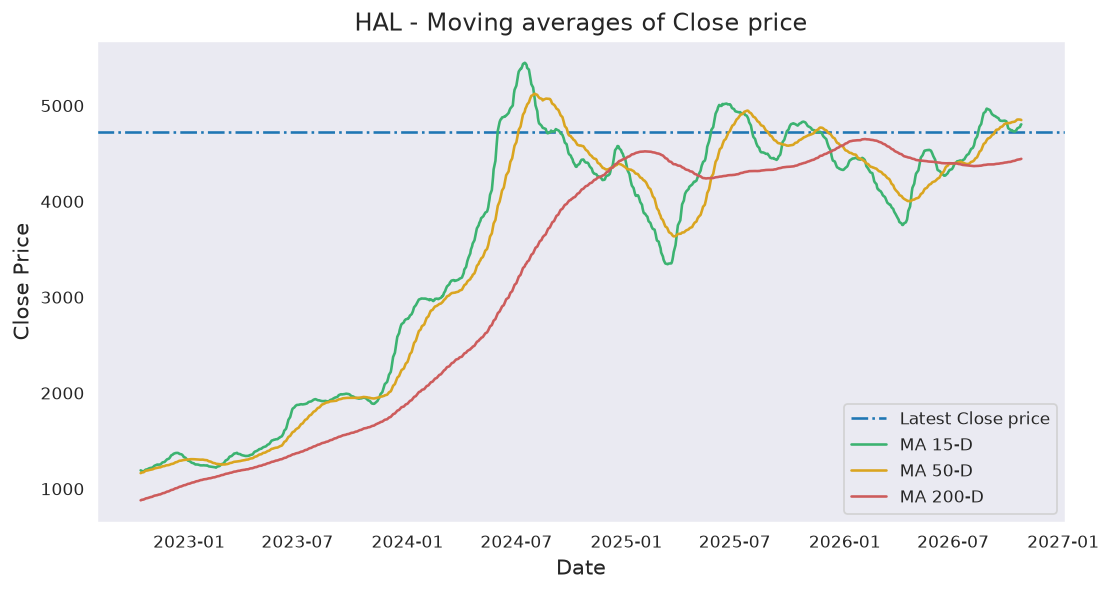 HAL - Moving averages of Close price
Close Price
5000
4000
3000
2000
1000
Latest Close price
MA 15-D
MA 50-D
MA 200-D
2023-01 2023-07 2024-01 2024-07 2025-01 2025-07 2026-01 2026-07 2027-01
Date